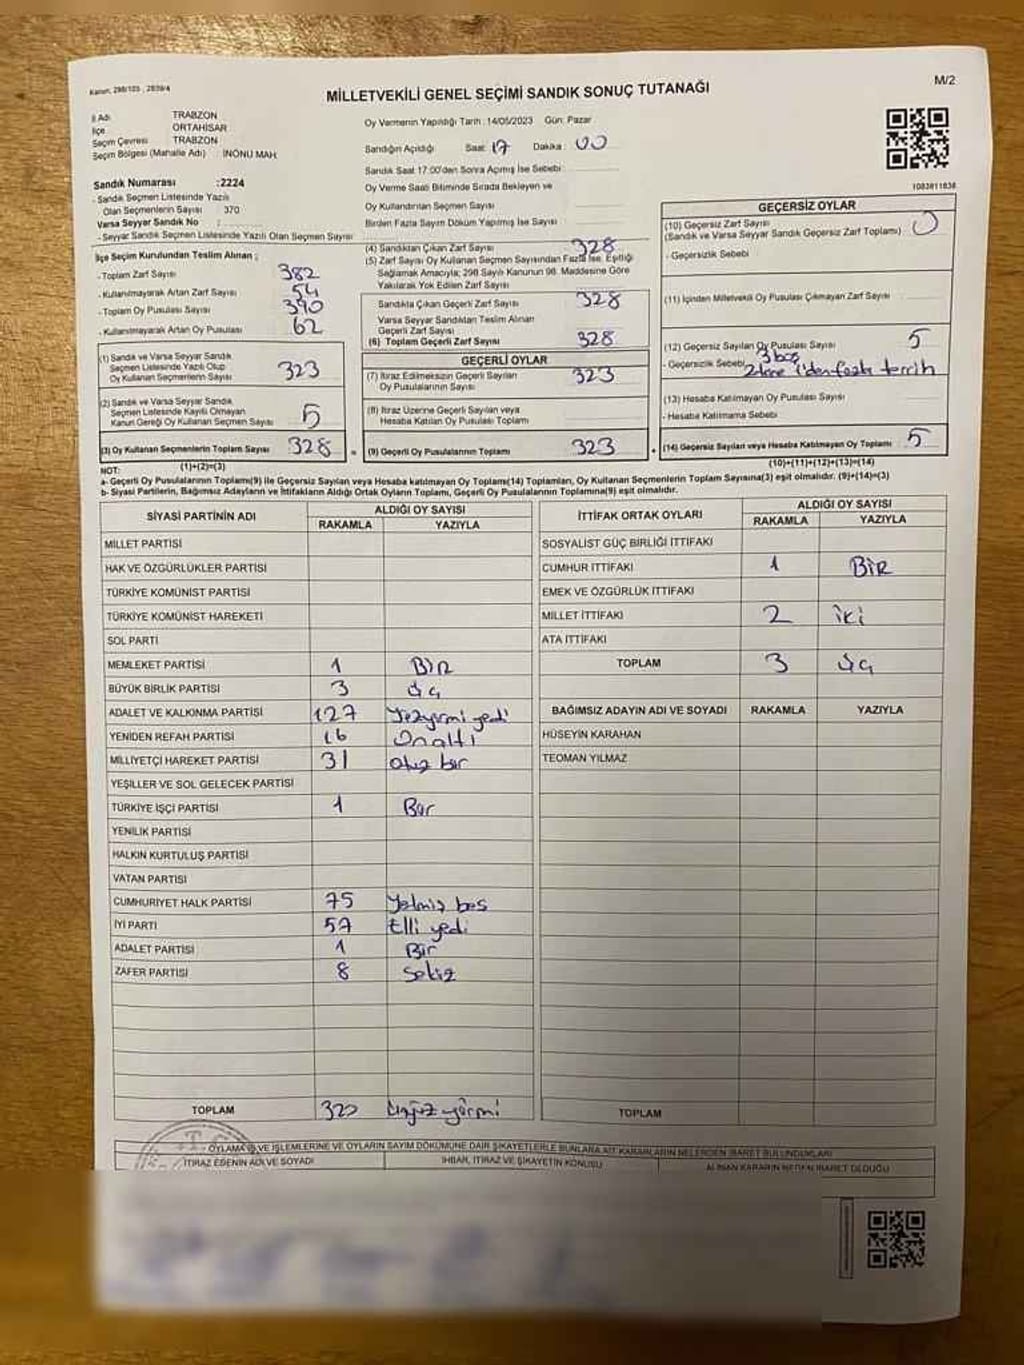 Kanun: 298/105 , 2839/4
MİLLETVEKİLİ GENEL SEÇİMİ SANDIK SONUÇ TUTANAĞI
M/2
İl Adı TRABZON
İlçe ORTAHİSAR
Seçim Çevresi TRABZON
Seçim Bölgesi (Mahalle Adı) : İNÖNÜ MAH.
Sandık Numarası :2224
- Sandık Seçmen Listesinde Yazılı
Olan Seçmenlerin Sayısı : 370
Varsa Seyyar Sandık No :
- Seyyar Sandık Seçmen Listesinde Yazılı Olan Seçmen Sayısı:
Oy Vermenin Yapıldığı Tarih : 14/05/2023 Gün: Pazar
Sandığın Açıldığı Saat: 17 Dakika: 00
Sandık Saat 17:00'den Sonra Açılmış İse Sebebi:
Oy Verme Saati Bitiminde Sırada Bekleyen ve
Oy Kullandırılan Seçmen Sayısı :
Birden Fazla Sayım Döküm Yapılmış İse Sayısı :
1083811838
İlçe Seçim Kurulundan Teslim Alınan ;
- Toplam Zarf Sayısı : 382
- Kullanılmayarak Artan Zarf Sayısı : 54
- Toplam Oy Pusulası Sayısı : 390
- Kullanılmayarak Artan Oy Pusulası : 62
(1) Sandık ve Varsa Seyyar Sandık
Seçmen Listesinde Yazılı Olup
Oy Kullanan Seçmenlerin Sayısı : 323
(2) Sandık ve Varsa Seyyar Sandık
Seçmen Listesinde Kayıtlı Olmayan
Kanun Gereği Oy Kullanan Seçmen Sayısı : 5
(3) Oy Kullanan Seçmenlerin Toplam Sayısı : 328
(1)+(2)=(3)
(4) Sandıktan Çıkan Zarf Sayısı : 328
(5) Zarf Sayısı Oy Kullanan Seçmen Sayısından Fazla İse, Eşitliği
Sağlamak Amacıyla; 298 Sayılı Kanunun 98. Maddesine Göre
Yakılarak Yok Edilen Zarf Sayısı :
Sandıkta Çıkan Geçerli Zarf Sayısı : 328
Varsa Seyyar Sandıktan Teslim Alınan
Geçerli Zarf Sayısı :
(6) Toplam Geçerli Zarf Sayısı : 328
GEÇERLİ OYLAR
(7) İtiraz Edilmeksizin Geçerli Sayılan
Oy Pusulalarının Sayısı : 323
(8) İtiraz Üzerine Geçerli Sayılan veya
Hesaba Katılan Oy Pusulası Toplamı :
= (9) Geçerli Oy Pusulalarının Toplamı : 323 +
GEÇERSİZ OYLAR
(10) Geçersiz Zarf Sayısı :
(Sandık ve Varsa Seyyar Sandık Geçersiz Zarf Toplamı) 0
- Geçersizlik Sebebi :
(11) İçinden Milletvekili Oy Pusulası Çıkmayan Zarf Sayısı :
(12) Geçersiz Sayılan Oy Pusulası Sayısı : 5
- Geçersizlik Sebebi : 3 boş
2 tane 1'den fazla tercih
(13) Hesaba Katılmayan Oy Pusulası Sayısı :
- Hesaba Katılmama Sebebi :
(14) Geçersiz Sayılan veya Hesaba Katılmayan Oy Toplamı : 5
(10)+(11)+(12)+(13)=(14)
NOT:
a- Geçerli Oy Pusulalarının Toplamı(9) ile Geçersiz Sayılan veya Hesaba Katılmayan Oy Toplamı(14) Toplamları, Oy Kullanan Seçmenlerin Toplam Sayısına(3) eşit olmalıdır. (9)+(14)=(3)
b- Siyasi Partilerin, Bağımsız Adayların ve İttifakların Aldığı Ortak Oyların Toplamı, Geçerli Oy Pusulalarının Toplamına(9) eşit olmalıdır.
SİYASİ PARTİNİN ADI ALDIĞI OY SAYISI
RAKAMLA YAZIYLA
MİLLET PARTİSİ
HAK VE ÖZGÜRLÜKLER PARTİSİ
TÜRKİYE KOMÜNİST PARTİSİ
TÜRKİYE KOMÜNİST HAREKETİ
SOL PARTİ
MEMLEKET PARTİSİ 1 BİR
BÜYÜK BİRLİK PARTİSİ 3 üç
ADALET VE KALKINMA PARTİSİ 127 Yüzyirmi yedi
YENİDEN REFAH PARTİSİ 16 Onaltı
MİLLİYETÇİ HAREKET PARTİSİ 31 otuz bir
YEŞİLLER VE SOL GELECEK PARTİSİ
TÜRKİYE İŞÇİ PARTİSİ 1 Bir
YENİLİK PARTİSİ
HALKIN KURTULUŞ PARTİSİ
VATAN PARTİSİ
CUMHURİYET HALK PARTİSİ 75 Yetmiş beş
İYİ PARTİ 57 Elli yedi
ADALET PARTİSİ 1 Bir
ZAFER PARTİSİ 8 Sekiz
TOPLAM 320 üçyüz yirmi
İTTİFAK ORTAK OYLARI ALDIĞI OY SAYISI
RAKAMLA YAZIYLA
SOSYALİST GÜÇ BİRLİĞİ İTTİFAKI
CUMHUR İTTİFAKI 1 BİR
EMEK VE ÖZGÜRLÜK İTTİFAKI
MİLLET İTTİFAKI 2 iki
ATA İTTİFAKI
TOPLAM 3 üç
BAĞIMSIZ ADAYIN ADI VE SOYADI RAKAMLA YAZIYLA
HÜSEYİN KARAHAN
TEOMAN YILMAZ
TOPLAM
OYLAMA İŞ VE İŞLEMLERİNE VE OYLARIN SAYIM DÖKÜMÜNE DAİR ŞİKAYETLERLE BUNLARA AİT KARARLARIN NELERDEN İBARET BULUNDUKLARI
İTİRAZ EDENİN ADI VE SOYADI İHBAR, İTİRAZ VE ŞİKAYETİN KONUSU ALINAN KARARIN NEDEN İBARET OLDUĞU